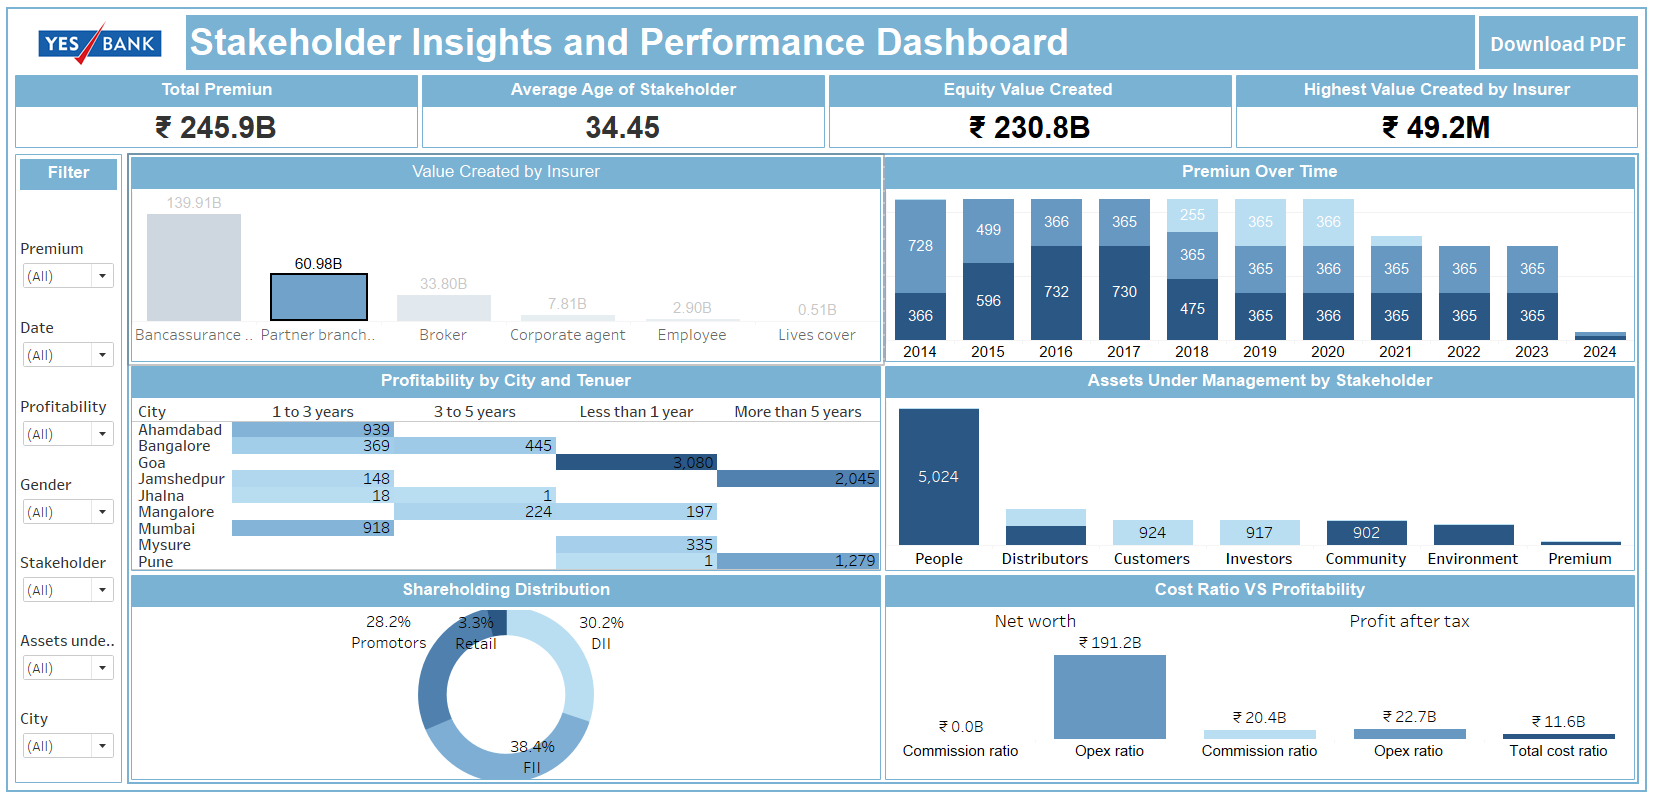 YES BANK
Stakeholder Insights and Performance Dashboard
Download PDF
Total Premiun
₹ 245.9B
Average Age of Stakeholder
34.45
Equity Value Created
₹ 230.8B
Highest Value Created by Insurer
₹ 49.2M
Filter
Premium
(All)
Date
(All)
Profitability
(All)
Gender
(All)
Stakeholder
(All)
Assets unde..
(All)
City
(All)
Value Created by Insurer
139.91B
60.98B
33.80B
7.81B
2.90B
0.51B
Bancassurance .. Partner branch.. Broker Corporate agent Employee Lives cover
Premiun Over Time
728 499 366 365 255 365 366
365 365 366 365 365 365
366 596 732 730 475 365 366 365 365 365
2014 2015 2016 2017 2018 2019 2020 2021 2022 2023 2024
Profitability by City and Tenuer
City 1 to 3 years 3 to 5 years Less than 1 year More than 5 years
Ahamdabad 939
Bangalore 369 445
Goa 3,080
Jamshedpur 148 2,045
Jhalna 18 1
Mangalore 224 197
Mumbai 918
Mysure 335
Pune 1 1,279
Assets Under Management by Stakeholder
5,024 924 917 902
People Distributors Customers Investors Community Environment Premium
Shareholding Distribution
28.2%
Promotors
3.3%
Retail
30.2%
DII
38.4%
FII
Cost Ratio VS Profitability
Net worth Profit after tax
₹ 0.0B ₹ 191.2B ₹ 20.4B ₹ 22.7B ₹ 11.6B
Commission ratio Opex ratio Commission ratio Opex ratio Total cost ratio